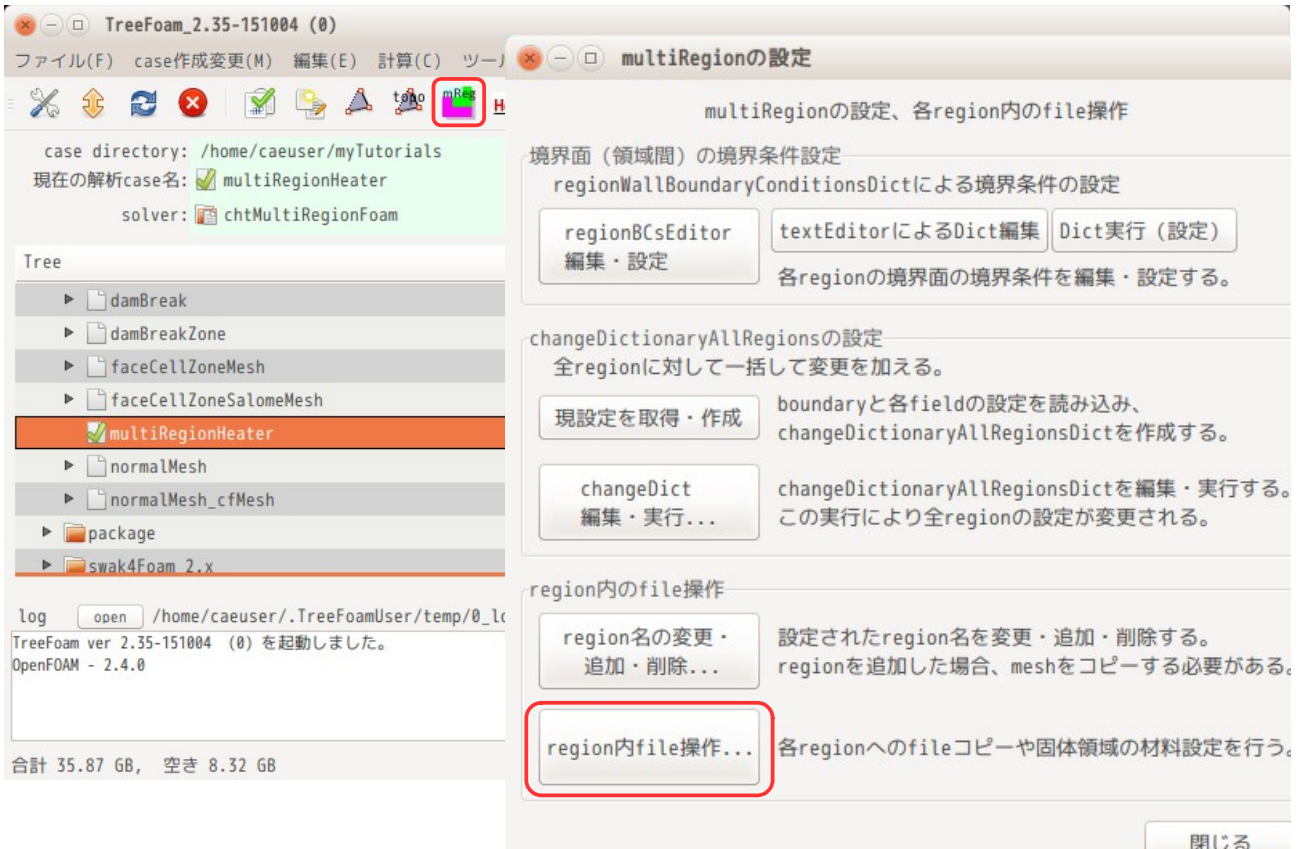 TreeFoam_2.35-151004 (0)
ファイル(F) case作成変更(M) 編集(E) 計算(C)
topo
mReg
case directory: /home/caeuser/myTutorials
現在の解析case名: multiRegionHeater
solver: chtMultiRegionFoam
Tree
damBreak
damBreakZone
faceCellZoneMesh
faceCellZoneSalomeMesh
multiRegionHeater
normalMesh
normalMesh_cfMesh
package
swak4Foam_2.x
log open /home/caeuser/.TreeFoamUser/temp/0_lo
TreeFoam ver 2.35-151004 (0) を起動しました。
OpenFOAM - 2.4.0
合計 35.87 GB, 空き 8.32 GB
multiRegionの設定
multiRegionの設定、各region内のfile操作
境界面（領域間）の境界条件設定
regionWallBoundaryConditionsDictによる境界条件の設定
regionBCsEditor
編集・設定
textEditorによるDict編集
Dict実行（設定）
各regionの境界面の境界条件を編集・設定する。
changeDictionaryAllRegionsの設定
全regionに対して一括して変更を加える。
現設定を取得・作成
boundaryと各fieldの設定を読み込み、
changeDictionaryAllRegionsDictを作成する。
changeDict
編集・実行...
changeDictionaryAllRegionsDictを編集・実行する。
この実行により全regionの設定が変更される。
region内のfile操作
region名の変更・
追加・削除...
設定されたregion名を変更・追加・削除する。
regionを追加した場合、meshをコピーする必要がある。
region内file操作...
各regionへのfileコピーや固体領域の材料設定を行う。
閉じる